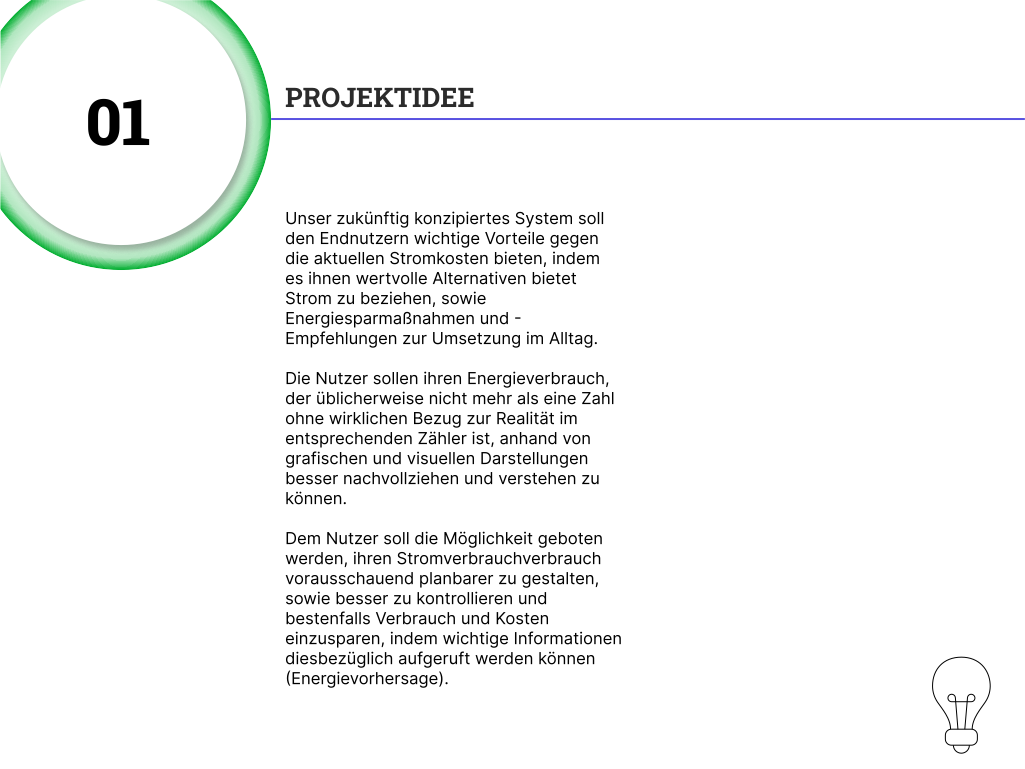 01
PROJEKTIDEE
Unser zukünftig konzipiertes System soll
den Endnutzern wichtige Vorteile gegen
die aktuellen Stromkosten bieten, indem
es ihnen wertvolle Alternativen bietet
Strom zu beziehen, sowie
Energiesparmaßnahmen und -
Empfehlungen zur Umsetzung im Alltag.
Die Nutzer sollen ihren Energieverbrauch,
der üblicherweise nicht mehr als eine Zahl
ohne wirklichen Bezug zur Realität im
entsprechenden Zähler ist, anhand von
grafischen und visuellen Darstellungen
besser nachvollziehen und verstehen zu
können.
Dem Nutzer soll die Möglichkeit geboten
werden, ihren Stromverbrauchverbrauch
vorausschauend planbarer zu gestalten,
sowie besser zu kontrollieren und
bestenfalls Verbrauch und Kosten
einzusparen, indem wichtige Informationen
diesbezüglich aufgeruft werden können
(Energievorhersage).